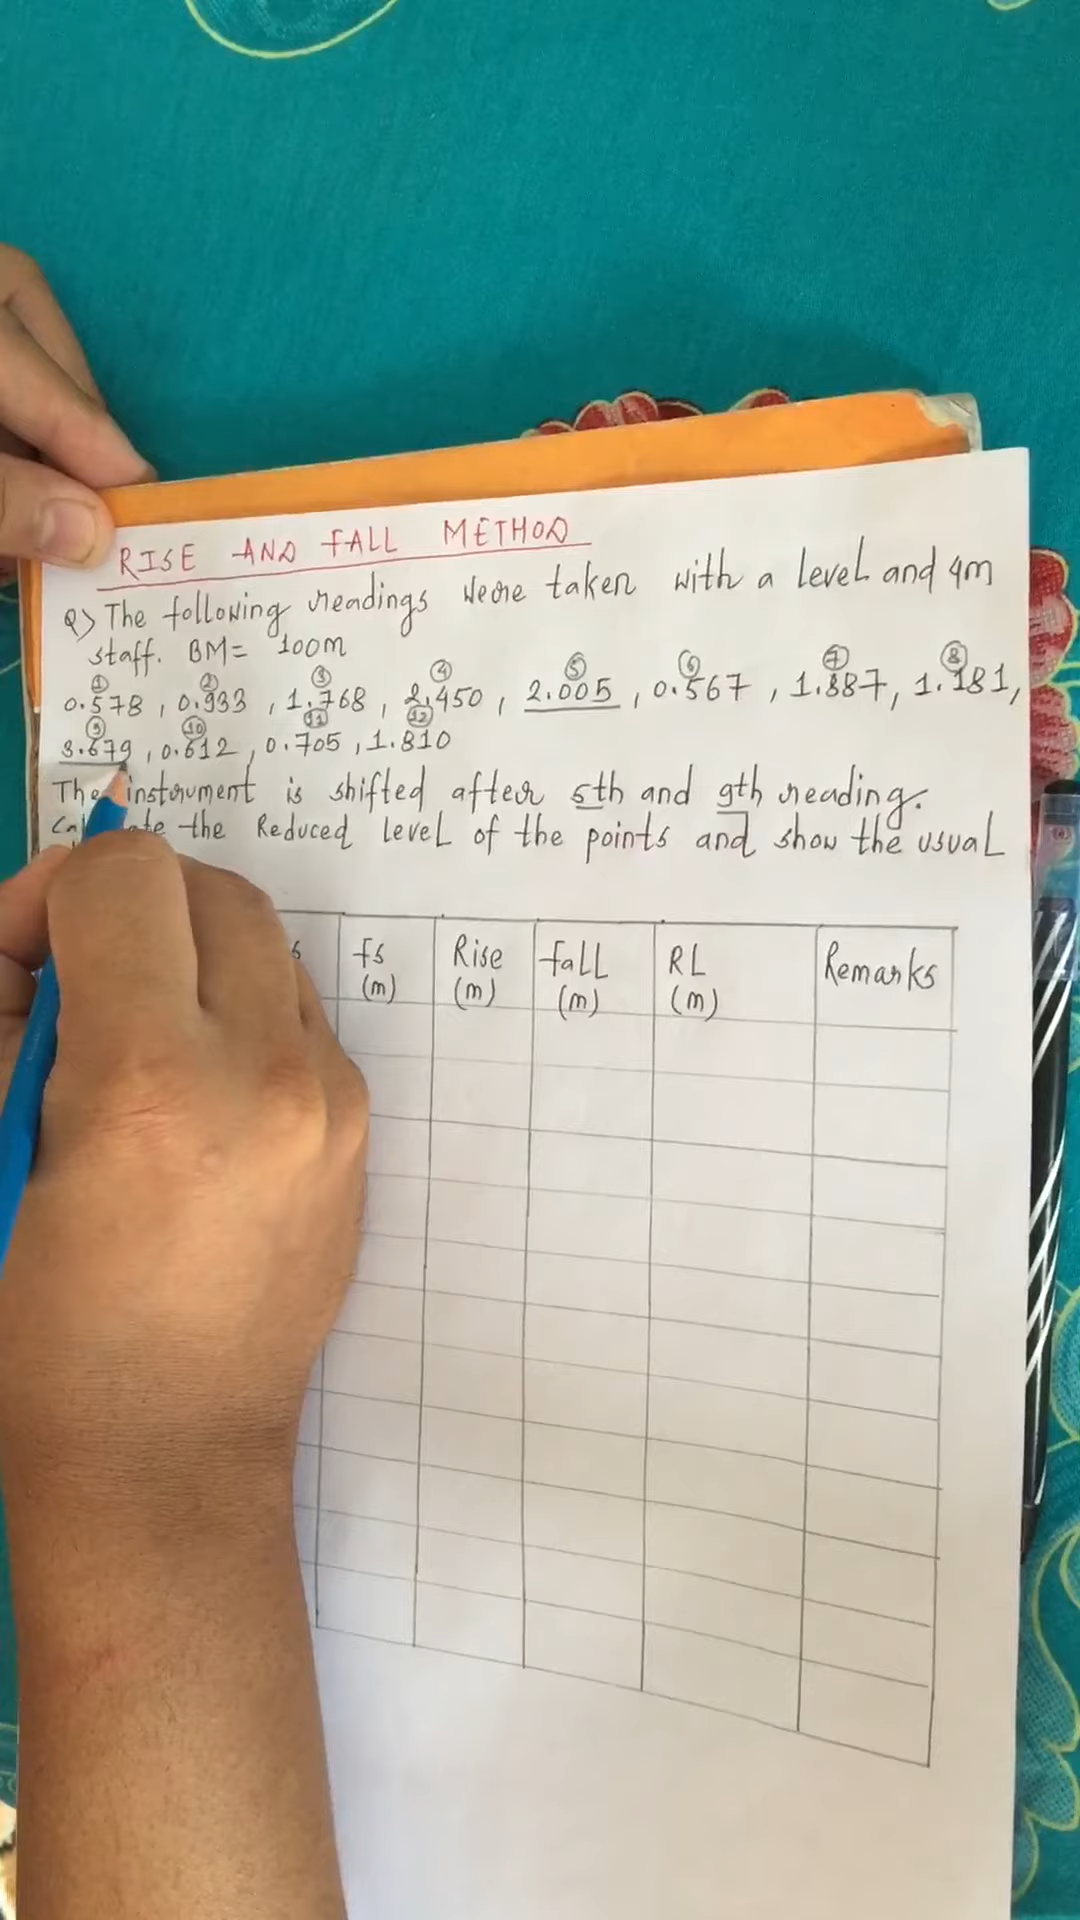 RISE AND FALL METHOD
Q> The following readings were taken with a level and 4m
staff. BM= 100m
1 2 3 4 5 6 7 8
0.578, 0.933, 1.768, 2.450, 2.005, 0.567, 1.887, 1.181,
9 10 11 12
3.679, 0.612, 0.705, 1.810
The instrument is shifted after 5th and 9th reading.
the Reduced level of the points and show the usual
fs (m) Rise (m) fall (m) RL (m) Remarks